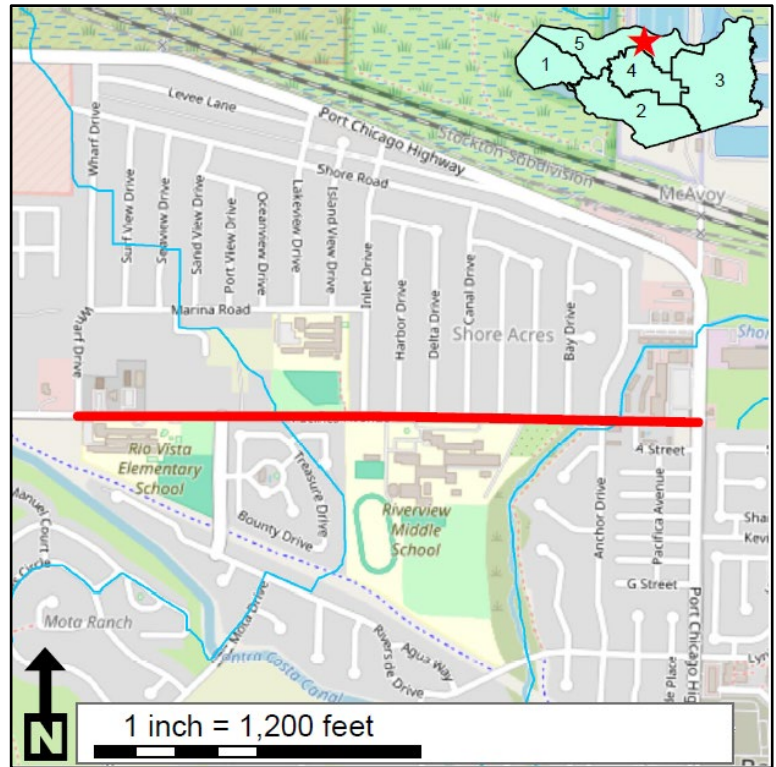 5
1
4
3
2
Levee Lane
Port Chicago Highway
Stockton Subdivision
McAvoy
Wharf Drive
Shore Road
Surf View Drive
Seaview Drive
Sand View Drive
Port View Drive
Oceanview Drive
Lakeview Drive
Island View Drive
Inlet Drive
Harbor Drive
Delta Drive
Canal Drive
Bay Drive
Marina Road
Shore Acres
Wharf Drive
Rio Vista
Elementary
School
Treasure Drive
Bounty Drive
Riverview
Middle
School
A Street
Anchor Drive
Pacifica Avenue
G Street
Port Chicago
Manuel Court
Circle
Mota Ranch
Mota Drive
Costa Canal
Drive
Agua Way
Place
N
1 inch = 1,200 feet